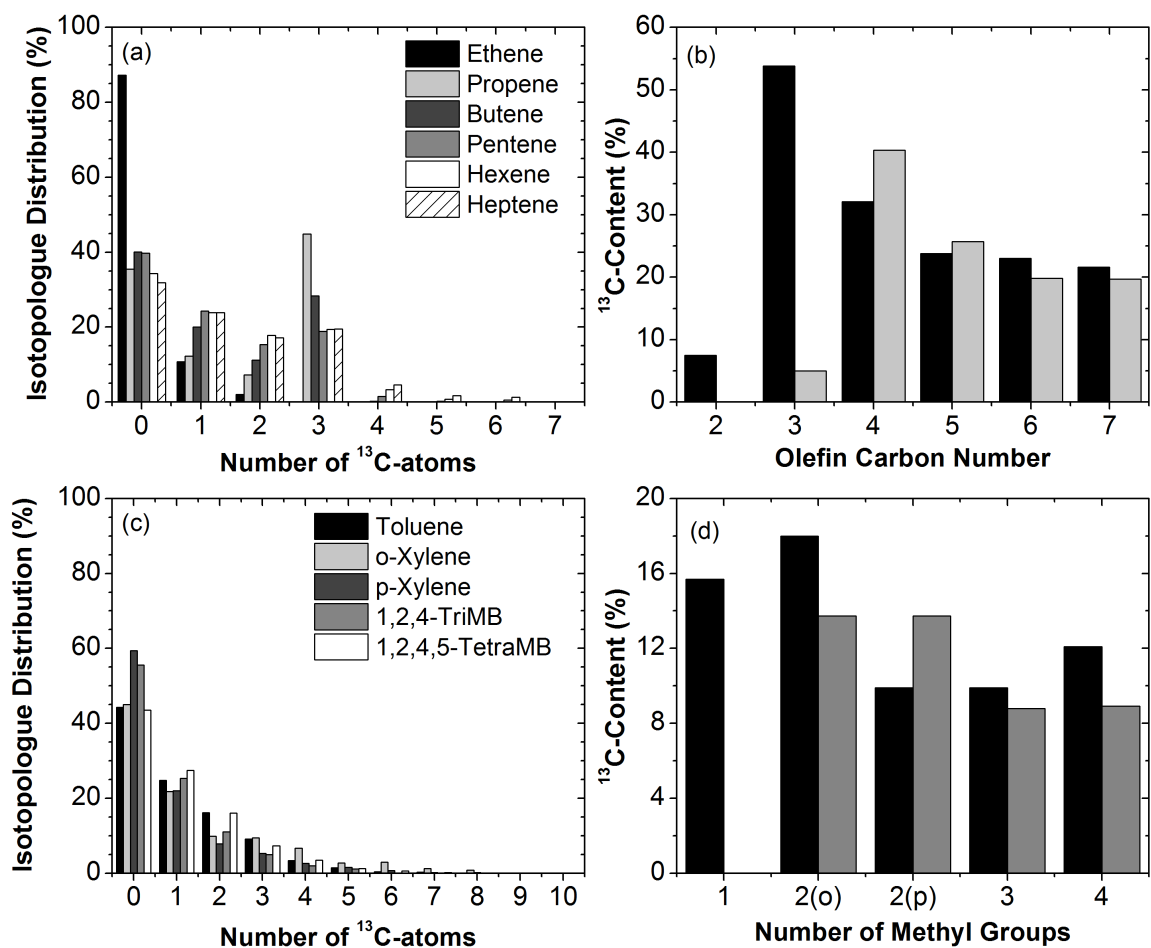 (a)
Isotopologue Distribution (%)
100
80
60
40
20
0
Ethene
Propene
Butene
Pentene
Hexene
Heptene
0 1 2 3 4 5 6 7
Number of ¹³C-atoms
(b)
¹³C-Content (%)
60
50
40
30
20
10
0
2 3 4 5 6 7
Olefin Carbon Number
(c)
Isotopologue Distribution (%)
100
80
60
40
20
0
Toluene
o-Xylene
p-Xylene
1,2,4-TriMB
1,2,4,5-TetraMB
0 1 2 3 4 5 6 7 8 9 10
Number of ¹³C-atoms
(d)
¹³C-Content (%)
20
16
12
8
4
0
1 2(o) 2(p) 3 4
Number of Methyl Groups